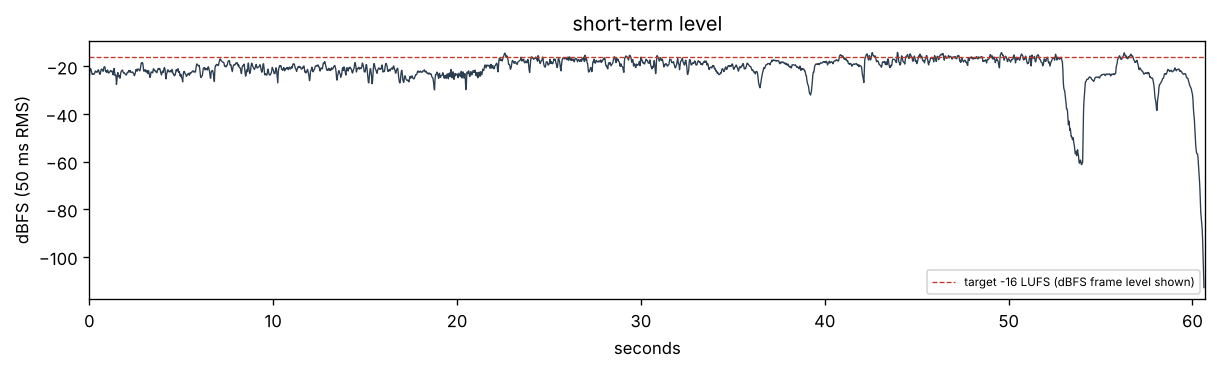 short-term level
dBFS (50 ms RMS)
−20
−40
−60
−80
−100
target -16 LUFS (dBFS frame level shown)
0 10 20 30 40 50 60
seconds